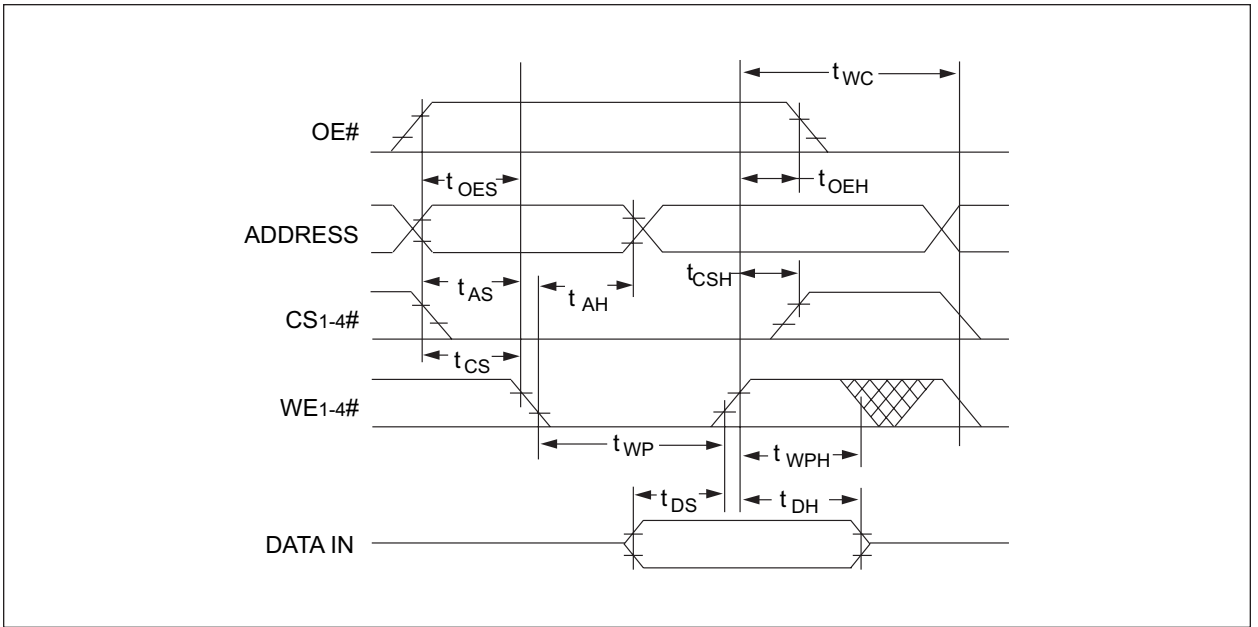 tWC
OE#
tOES
tOEH
ADDRESS
tAS
tAH
tCSH
CS1-4#
tCS
WE1-4#
tWP
tWPH
tDS
tDH
DATA IN